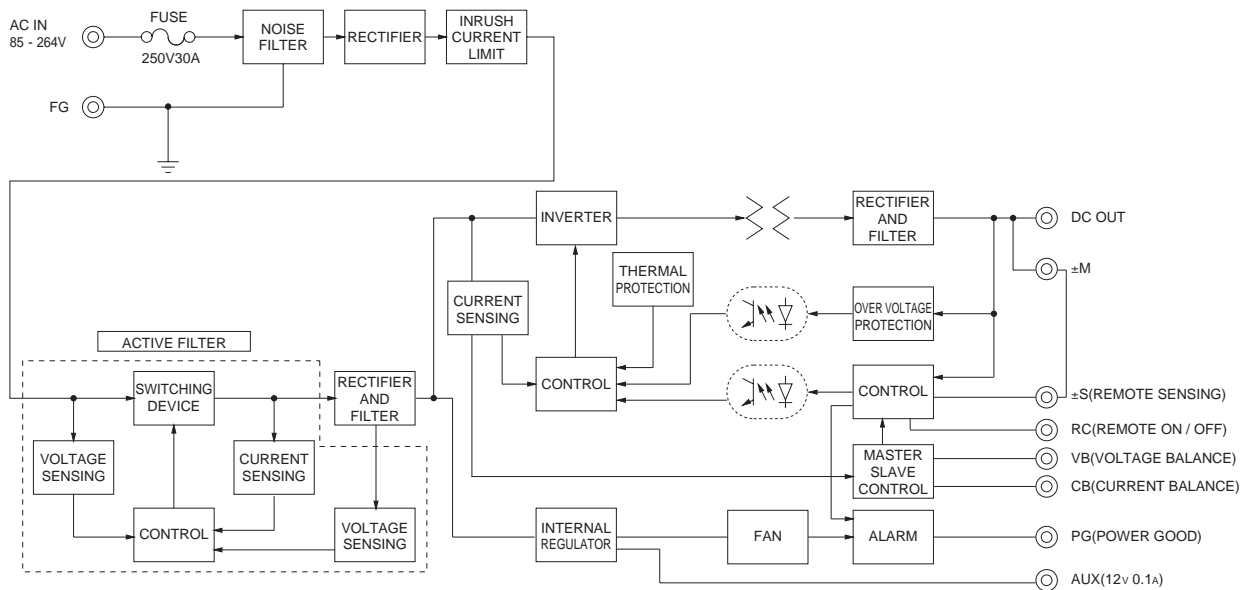 AC IN
85 - 264V
FUSE
250V30A
NOISE
FILTER
RECTIFIER
INRUSH
CURRENT
LIMIT
FG
INVERTER
RECTIFIER
AND
FILTER
DC OUT
±M
THERMAL
PROTECTION
CURRENT
SENSING
OVER VOLTAGE
PROTECTION
ACTIVE FILTER
SWITCHING
DEVICE
RECTIFIER
AND
FILTER
CONTROL
CONTROL
±S(REMOTE SENSING)
RC(REMOTE ON / OFF)
VOLTAGE
SENSING
CURRENT
SENSING
MASTER
SLAVE
CONTROL
VB(VOLTAGE BALANCE)
CB(CURRENT BALANCE)
CONTROL
VOLTAGE
SENSING
INTERNAL
REGULATOR
FAN
ALARM
PG(POWER GOOD)
AUX(12V 0.1A)